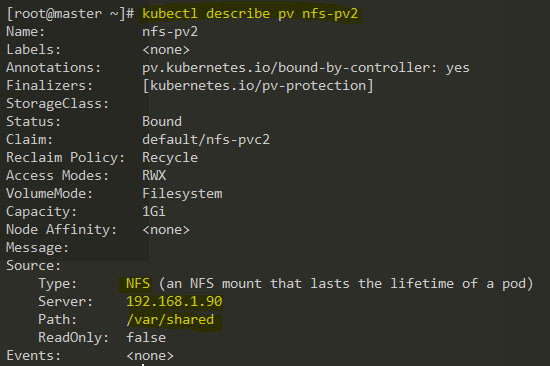 [root@master ~]# kubectl describe pv nfs-pv2
Name:            nfs-pv2
Labels:          <none>
Annotations:     pv.kubernetes.io/bound-by-controller: yes
Finalizers:      [kubernetes.io/pv-protection]
StorageClass:
Status:          Bound
Claim:           default/nfs-pvc2
Reclaim Policy:  Recycle
Access Modes:    RWX
VolumeMode:      Filesystem
Capacity:        1Gi
Node Affinity:   <none>
Message:
Source:
    Type:      NFS (an NFS mount that lasts the lifetime of a pod)
    Server:    192.168.1.90
    Path:      /var/shared
    ReadOnly:  false
Events:        <none>